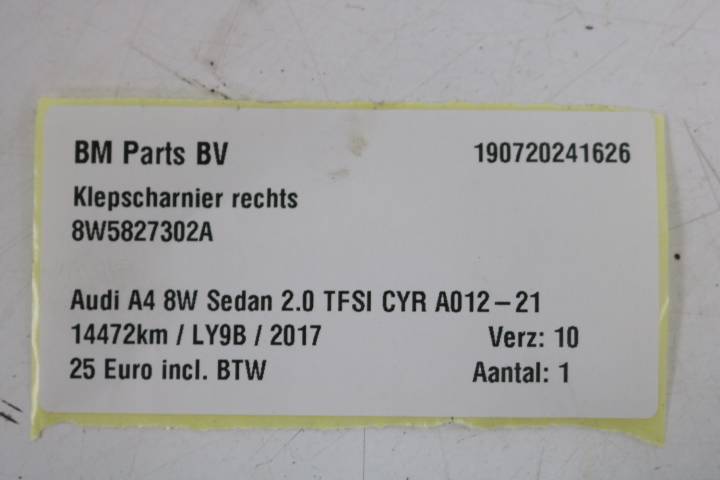 BM Parts BV 190720241626
Klepscharnier rechts
8W5827302A
Audi A4 8W Sedan 2.0 TFSI CYR A012-21
14472km / LY9B / 2017 Verz: 10
25 Euro incl. BTW Aantal: 1